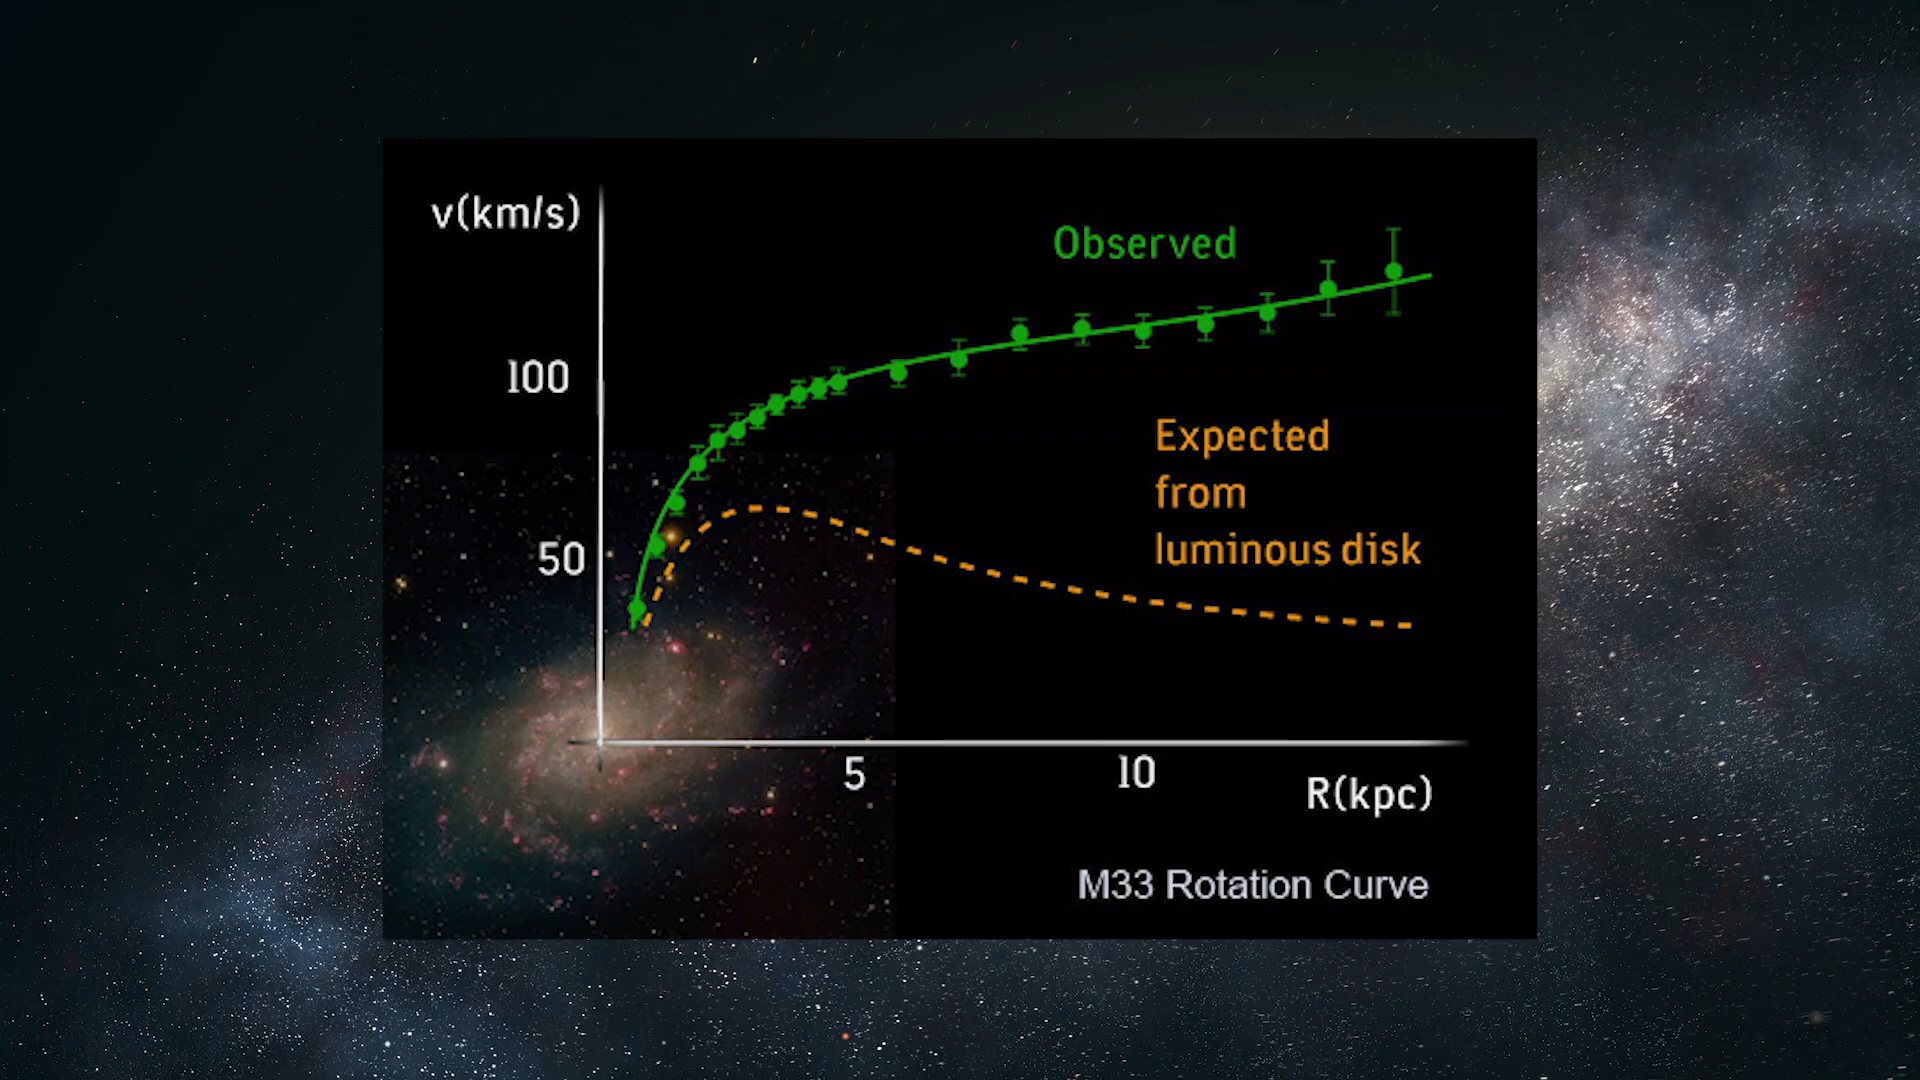 v(km/s)
Observed
100
Expected
from
luminous disk
50
5
10
R(kpc)
M33 Rotation Curve